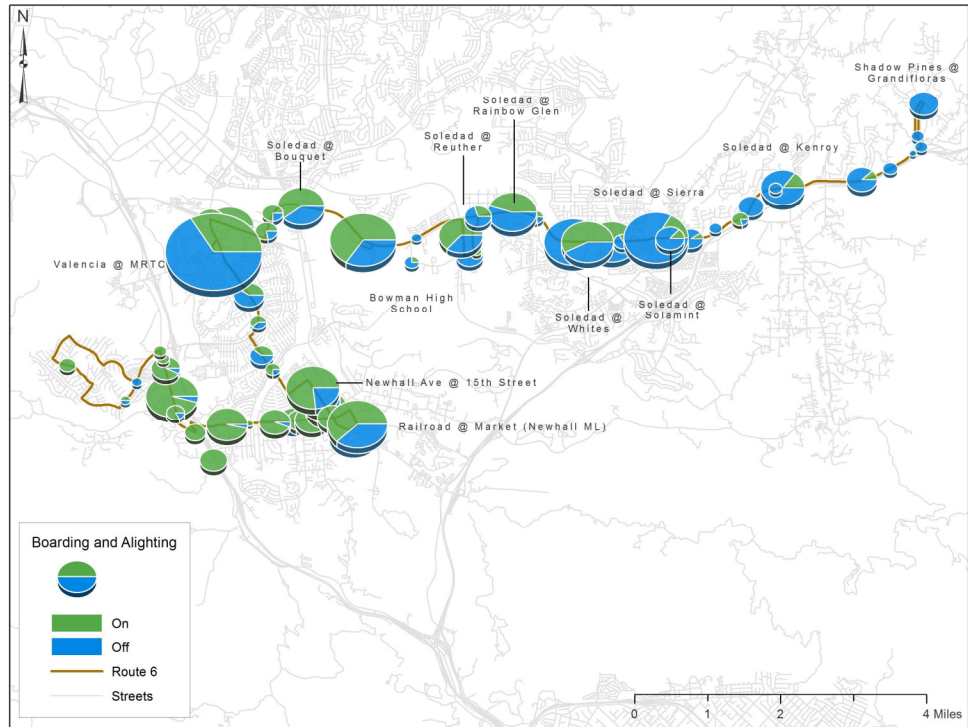 N
Shadow Pines @
Grandifloras
Soledad @
Rainbow Glen
Soledad @
Reuther
Soledad @
Bouquet
Soledad @ Kenroy
Soledad @ Sierra
Valencia @ MRTC
Bowman High
School
Soledad @
Whites
Soledad @
Solamint
Newhall Ave @ 15th Street
Railroad @ Market (Newhall ML)
Boarding and Alighting
On
Off
Route 6
Streets
0 1 2 4 Miles